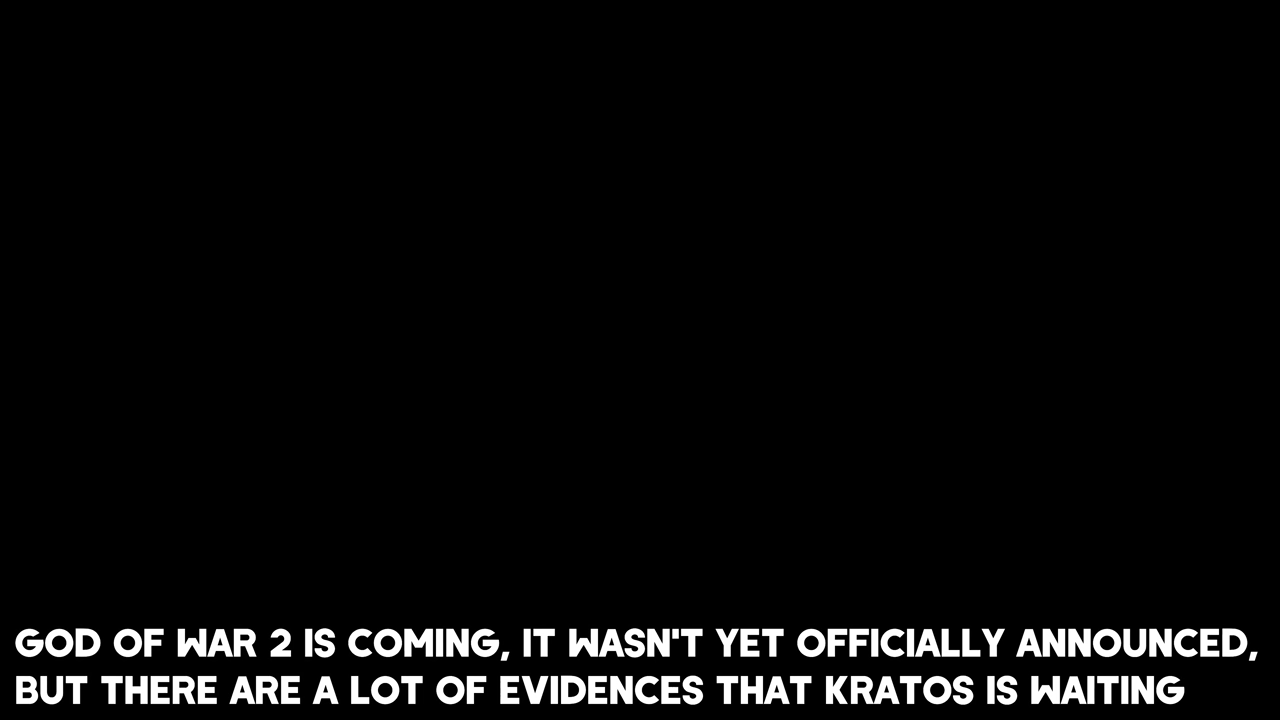 GOD OF WAR 2 IS COMING, IT WASN'T YET OFFICIALLY ANNOUNCED,
BUT THERE ARE A LOT OF EVIDENCES THAT KRATOS IS WAITING